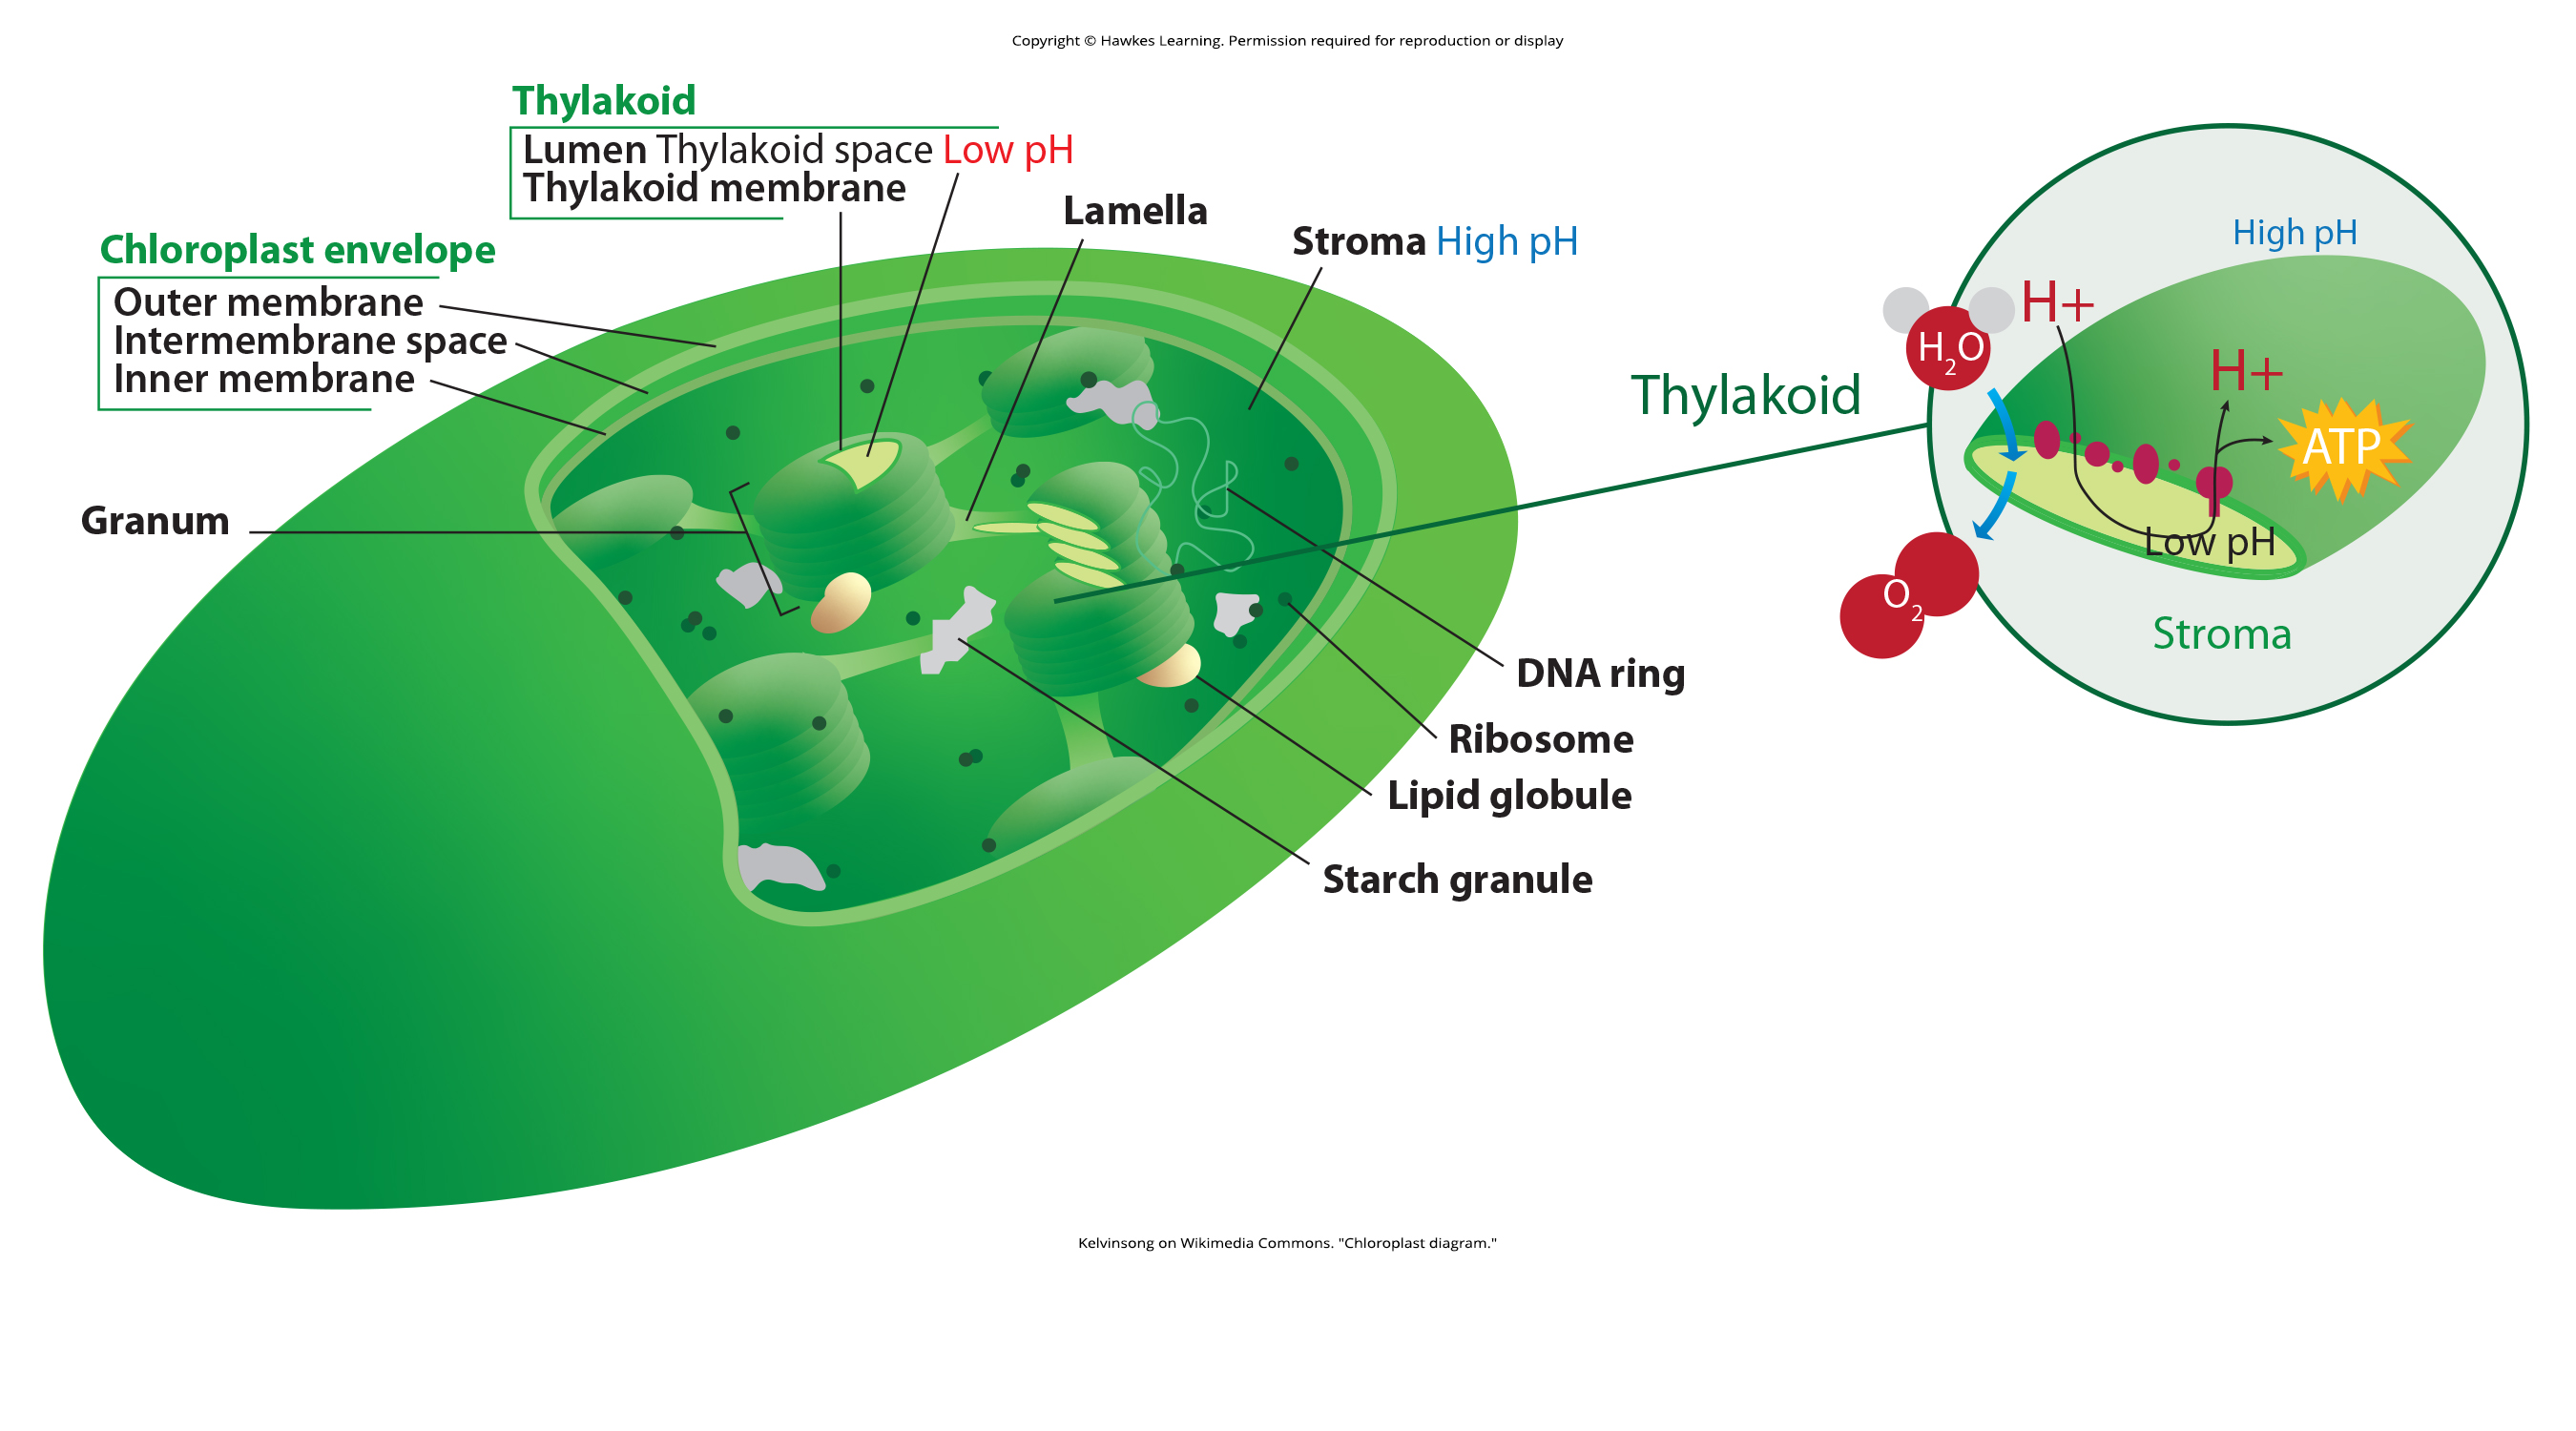 Copyright © Hawkes Learning. Permission required for reproduction or display
Thylakoid
Lumen Thylakoid space Low pH
Thylakoid membrane
Lamella
Stroma High pH
Chloroplast envelope
Outer membrane
Intermembrane space
Inner membrane
Granum
DNA ring
Ribosome
Lipid globule
Starch granule
Thylakoid
High pH
H+
H2O
H+
ATP
Low pH
O2
Stroma
Kelvinsong on Wikimedia Commons. "Chloroplast diagram."